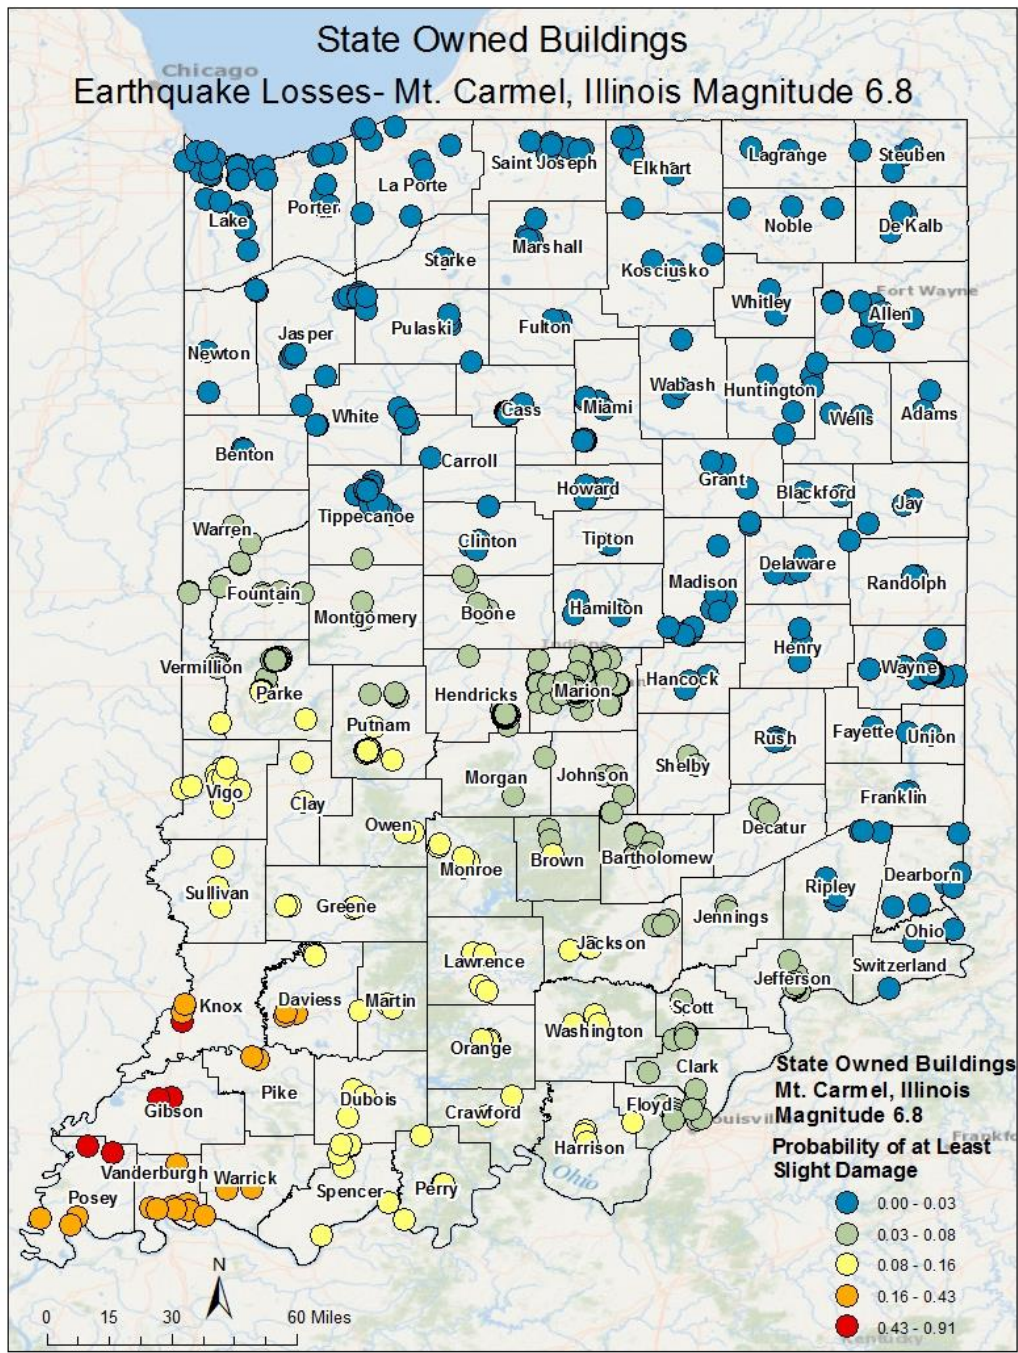 State Owned Buildings
Chicago
Earthquake Losses- Mt. Carmel, Illinois Magnitude 6.8
Saint Joseph
Elkhart
Lagrange
Steuben
La Porte
Lake
Porter
Noble
De Kalb
Marshall
Starke
Kosciusko
Whitley
Fort Wayne
Allen
Newton
Jasper
Pulaski
Fulton
Wabash
Huntington
White
Cass
Miami
Wells
Adams
Benton
Carroll
Grant
Howard
Blackford
Jay
Tippecanoe
Warren
Clinton
Tipton
Delaware
Madison
Randolph
Fountain
Montgomery
Boone
Hamilton
Henry
Vermillion
Parke
Hendricks
Marion
Hancock
Wayne
Putnam
Rush
Fayette
Union
Morgan
Johnson
Shelby
Vigo
Clay
Franklin
Owen
Decatur
Monroe
Brown
Bartholomew
Dearborn
Sullivan
Ripley
Greene
Jennings
Ohio
Jackson
Lawrence
Switzerland
Jefferson
Knox
Daviess
Martin
Scott
Washington
Orange
Clark
Pike
Dubois
Gibson
Crawford
Floyd
Harrison
Vanderburgh
Warrick
Posey
Spencer
Perry
Ohio
State Owned Buildings
Mt. Carmel, Illinois
Magnitude 6.8
Probability of at Least
Slight Damage
0.00 - 0.03
0.03 - 0.08
0.08 - 0.16
0.16 - 0.43
0.43 - 0.91
N
0 15 30 60 Miles